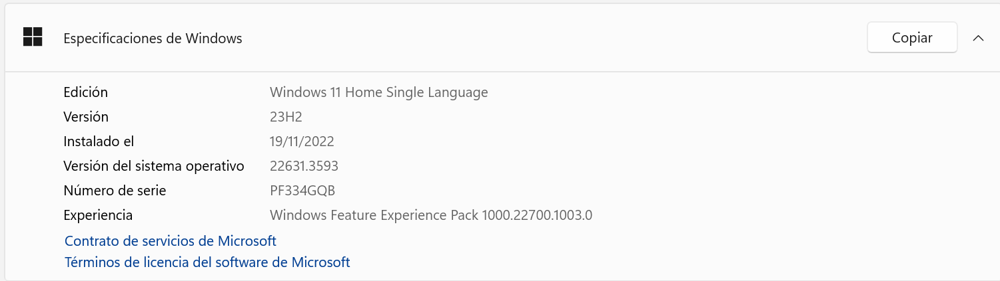 Especificaciones de Windows
Copiar
Edición Windows 11 Home Single Language
Versión 23H2
Instalado el 19/11/2022
Versión del sistema operativo 22631.3593
Número de serie PF334GQB
Experiencia Windows Feature Experience Pack 1000.22700.1003.0
Contrato de servicios de Microsoft
Términos de licencia del software de Microsoft